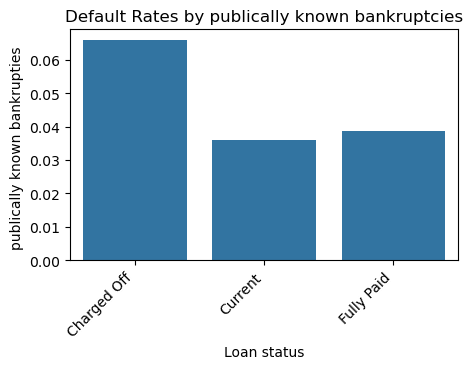 Default Rates by publically known bankruptcies
publically known bankrupties
0.06
0.05
0.04
0.03
0.02
0.01
0.00
Charged Off
Current
Fully Paid
Loan status